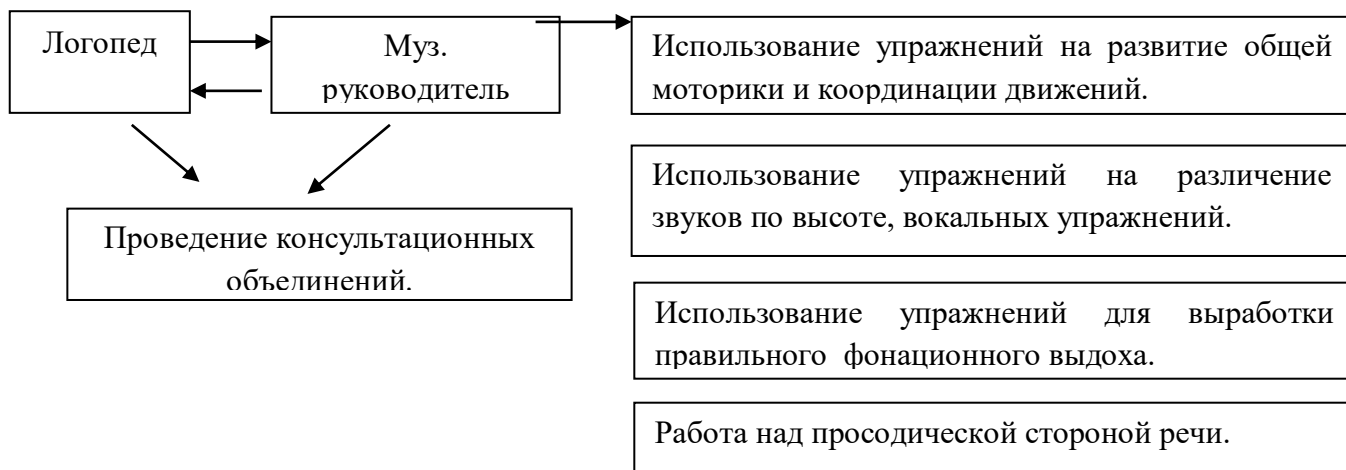 Логопед
Муз.
руководитель
Проведение консультационных
объединений.
Использование упражнений на развитие общей
моторики и координации движений.
Использование упражнений на различение
звуков по высоте, вокальных упражнений.
Использование упражнений для выработки
правильного фонационного выдоха.
Работа над просодической стороной речи.